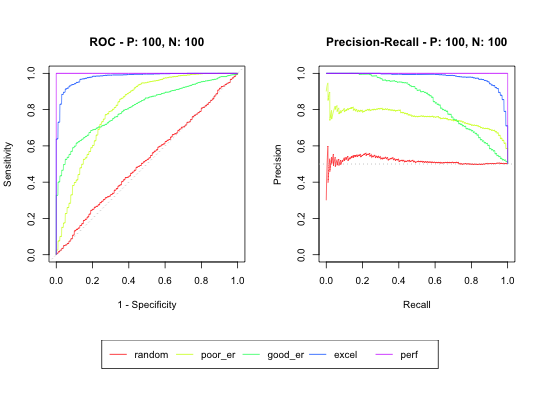 ROC - P: 100, N: 100
Sensitivity
0.0 0.2 0.4 0.6 0.8 1.0
0.0 0.2 0.4 0.6 0.8 1.0
1 - Specificity
Precision-Recall - P: 100, N: 100
Precision
0.0 0.2 0.4 0.6 0.8 1.0
0.0 0.2 0.4 0.6 0.8 1.0
Recall
random poor_er good_er excel perf